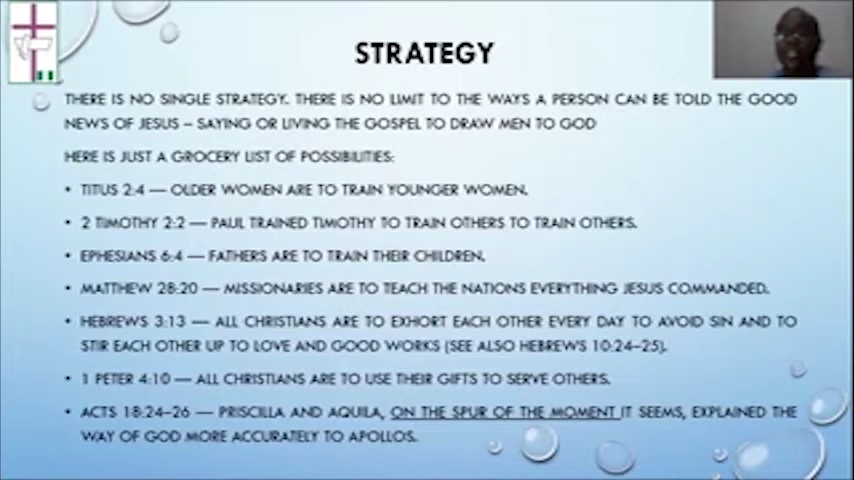 STRATEGY
THERE IS NO SINGLE STRATEGY. THERE IS NO LIMIT TO THE WAYS A PERSON CAN BE TOLD THE GOOD
NEWS OF JESUS – SAYING OR LIVING THE GOSPEL TO DRAW MEN TO GOD
HERE IS JUST A GROCERY LIST OF POSSIBILITIES:
• TITUS 2:4 — OLDER WOMEN ARE TO TRAIN YOUNGER WOMEN.
• 2 TIMOTHY 2:2 — PAUL TRAINED TIMOTHY TO TRAIN OTHERS TO TRAIN OTHERS.
• EPHESIANS 6:4 — FATHERS ARE TO TRAIN THEIR CHILDREN.
• MATTHEW 28:20 — MISSIONARIES ARE TO TEACH THE NATIONS EVERYTHING JESUS COMMANDED.
• HEBREWS 3:13 — ALL CHRISTIANS ARE TO EXHORT EACH OTHER EVERY DAY TO AVOID SIN AND TO
STIR EACH OTHER UP TO LOVE AND GOOD WORKS (SEE ALSO HEBREWS 10:24–25).
• 1 PETER 4:10 — ALL CHRISTIANS ARE TO USE THEIR GIFTS TO SERVE OTHERS.
• ACTS 18:24–26 — PRISCILLA AND AQUILA, ON THE SPUR OF THE MOMENT IT SEEMS, EXPLAINED THE
WAY OF GOD MORE ACCURATELY TO APOLLOS.